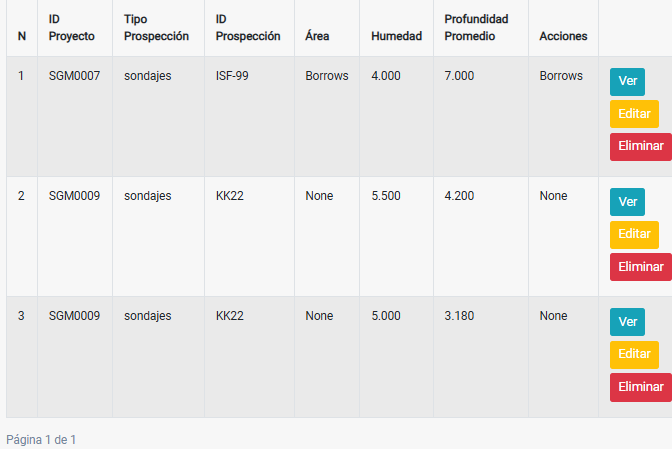 N ID Proyecto Tipo Prospección ID Prospección Área Humedad Profundidad Promedio Acciones
1 SGM0007 sondajes ISF-99 Borrows 4.000 7.000 Borrows Ver
Editar
Eliminar
2 SGM0009 sondajes KK22 None 5.500 4.200 None Ver
Editar
Eliminar
3 SGM0009 sondajes KK22 None 5.000 3.180 None Ver
Editar
Eliminar
Página 1 de 1